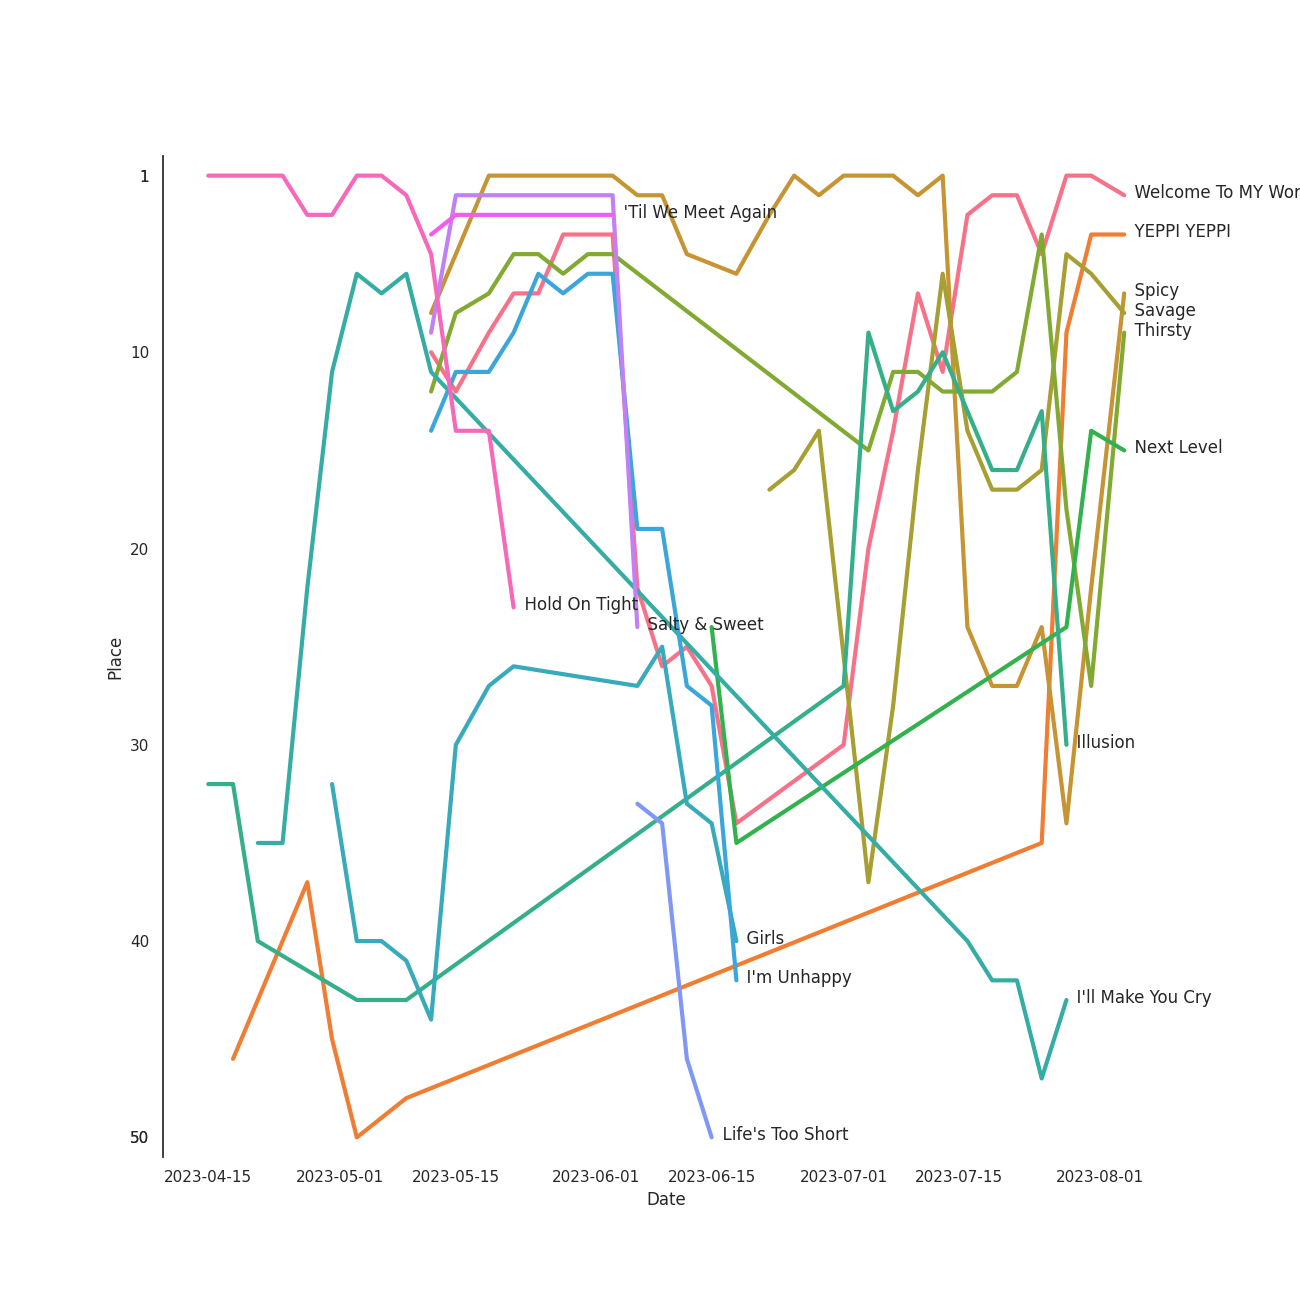 1
Welcome To MY Wor
'Til We Meet Again
YEPPI YEPPI
Spicy
Savage
Thirsty
10
Next Level
20
Hold On Tight
Salty & Sweet
30
Illusion
Place
40
Girls
I'm Unhappy
I'll Make You Cry
50
Life's Too Short
2023-04-15
2023-05-01
2023-05-15
2023-06-01
2023-06-15
2023-07-01
2023-07-15
2023-08-01
Date